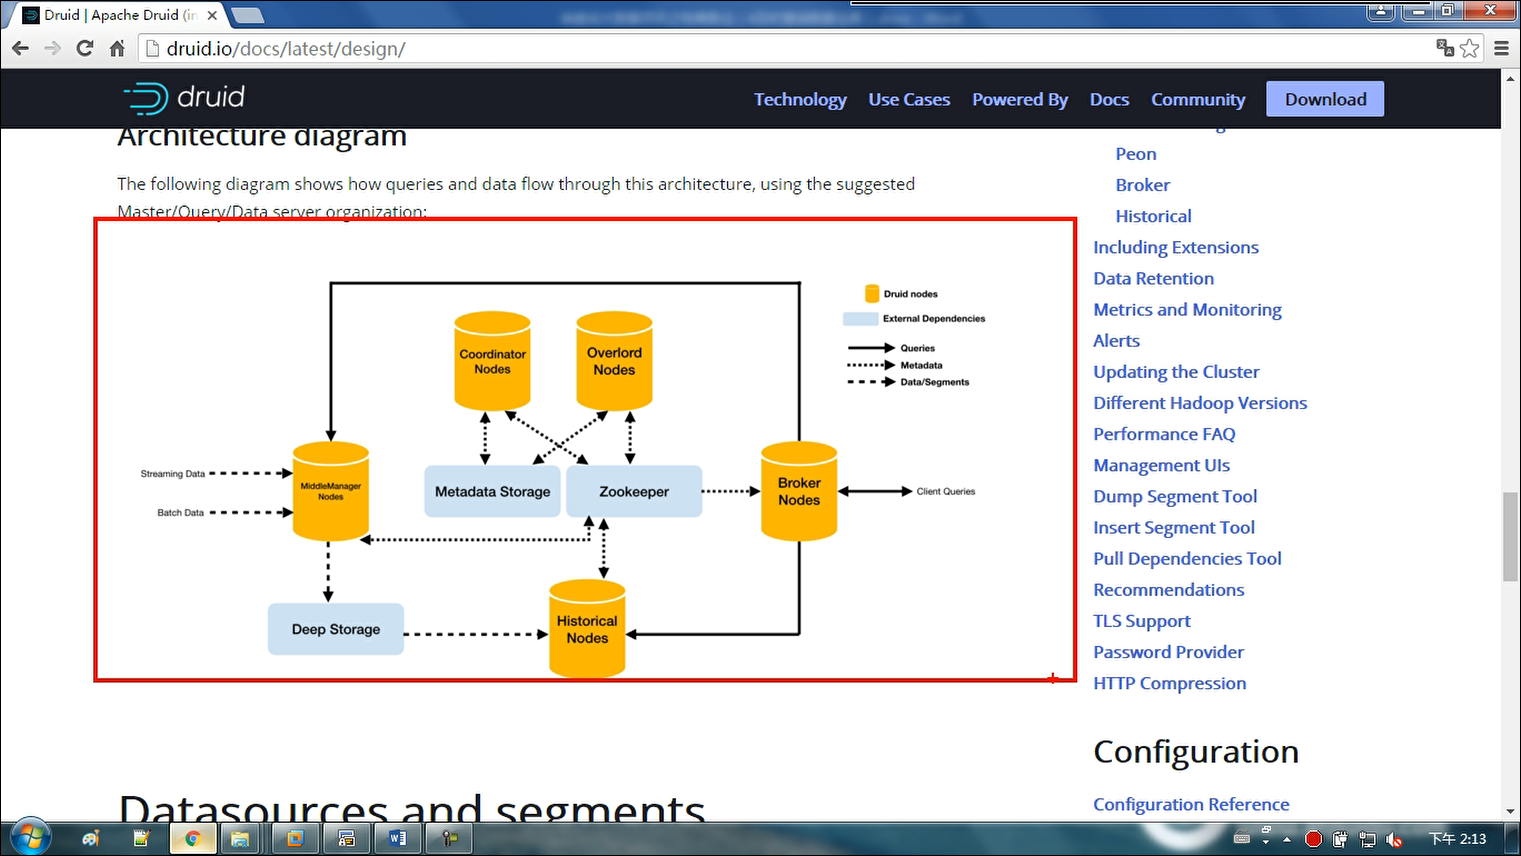 Druid | Apache Druid (in
druid.io/docs/latest/design/
druid
Technology
Use Cases
Powered By
Docs
Community
Download
Architecture diagram
The following diagram shows how queries and data flow through this architecture, using the suggested
Master/Query/Data server organization:
Druid nodes
External Dependencies
Queries
Metadata
Data/Segments
Coordinator
Nodes
Overlord
Nodes
Streaming Data
Batch Data
MiddleManager
Nodes
Metadata Storage
Zookeeper
Broker
Nodes
Client Queries
Deep Storage
Historical
Nodes
Datasources and segments
Peon
Broker
Historical
Including Extensions
Data Retention
Metrics and Monitoring
Alerts
Updating the Cluster
Different Hadoop Versions
Performance FAQ
Management UIs
Dump Segment Tool
Insert Segment Tool
Pull Dependencies Tool
Recommendations
TLS Support
Password Provider
HTTP Compression
Configuration
Configuration Reference
下午 2:13